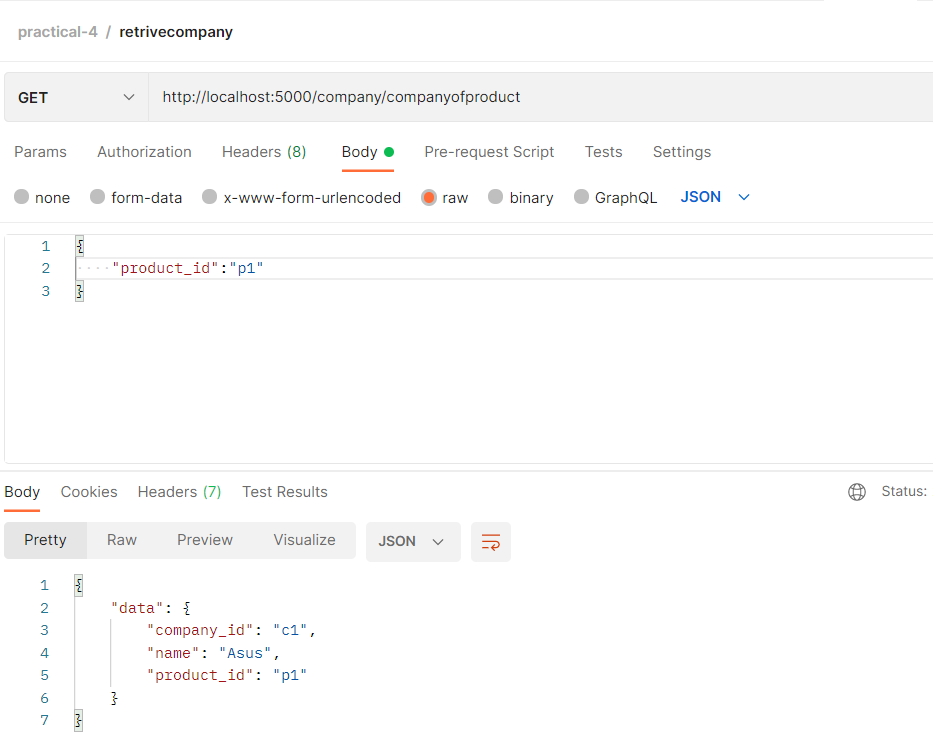 practical-4 / retrivecompany
GET http://localhost:5000/company/companyofproduct
Params Authorization Headers (8) Body Pre-request Script Tests Settings
none form-data x-www-form-urlencoded raw binary GraphQL JSON
1 {
2 ····"product_id":"p1"
3 }
Body Cookies Headers (7) Test Results Status:
Pretty Raw Preview Visualize JSON
1 {
2 "data": {
3 "company_id": "c1",
4 "name": "Asus",
5 "product_id": "p1"
6 }
7 }